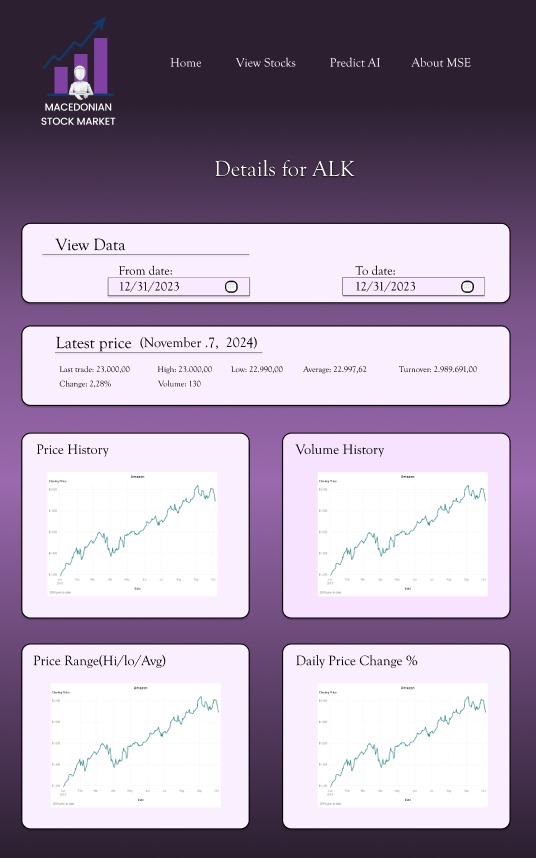 MACEDONIAN
STOCK MARKET
Home View Stocks Predict AI About MSE
Details for ALK
View Data
From date: To date:
12/31/2023 12/31/2023
Latest price (November .7, 2024)
Last trade: 23.000,00 High: 23.000,00 Low: 22.990,00 Average: 22.997,62 Turnover: 2.989.691,00
Change: 2,28% Volume: 130
Price History Volume History
Amazon Amazon
Closing Price Closing Price
Date Date
Price Range(Hi/lo/Avg) Daily Price Change %
Amazon Amazon
Closing Price Closing Price
Date Date